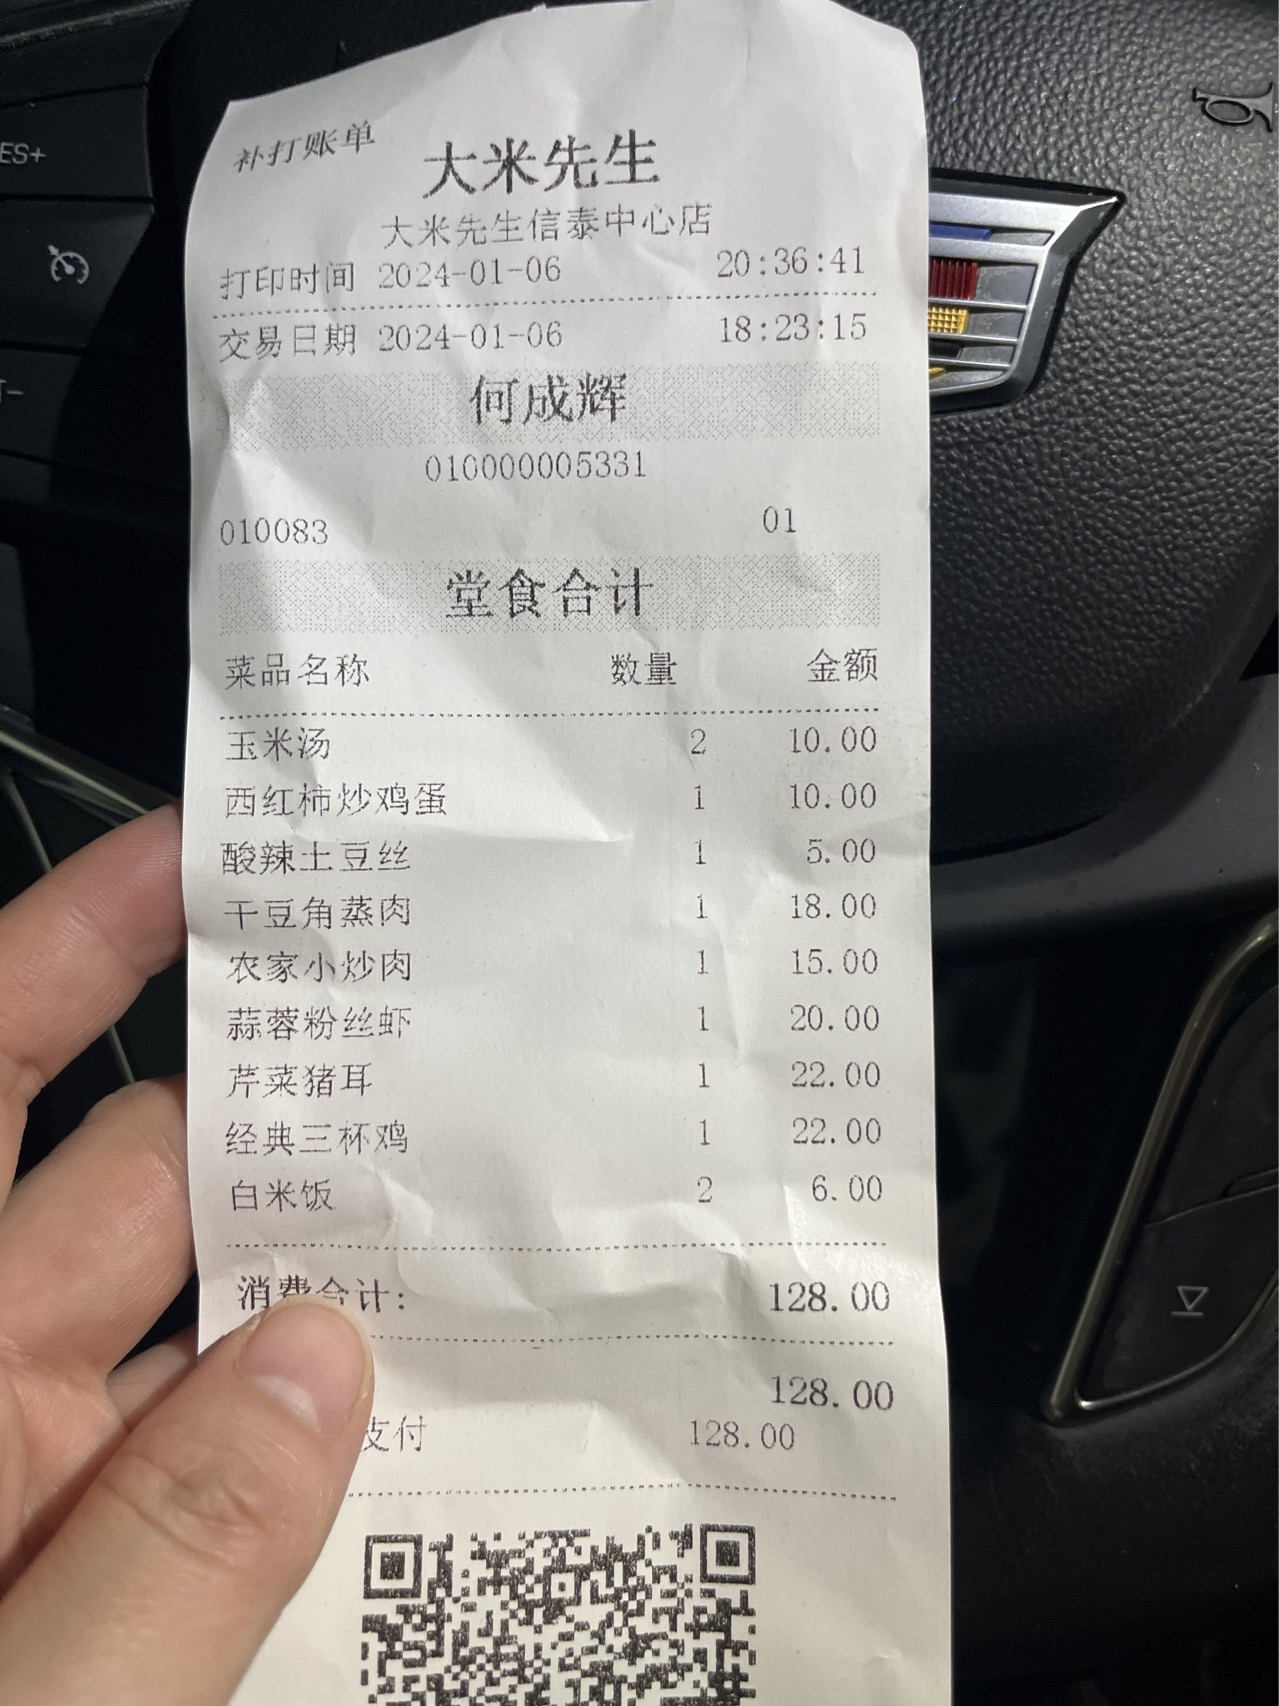 ES+
补打账单
大米先生
大米先生信泰中心店
打印时间 2024-01-06 20:36:41
交易日期 2024-01-06 18:23:15
何成辉
010000005331
010083 01
堂食合计
菜品名称 数量 金额
玉米汤 2 10.00
西红柿炒鸡蛋 1 10.00
酸辣土豆丝 1 5.00
干豆角蒸肉 1 18.00
农家小炒肉 1 15.00
蒜蓉粉丝虾 1 20.00
芹菜猪耳 1 22.00
经典三杯鸡 1 22.00
白米饭 2 6.00
消费合计: 128.00
128.00
支付 128.00